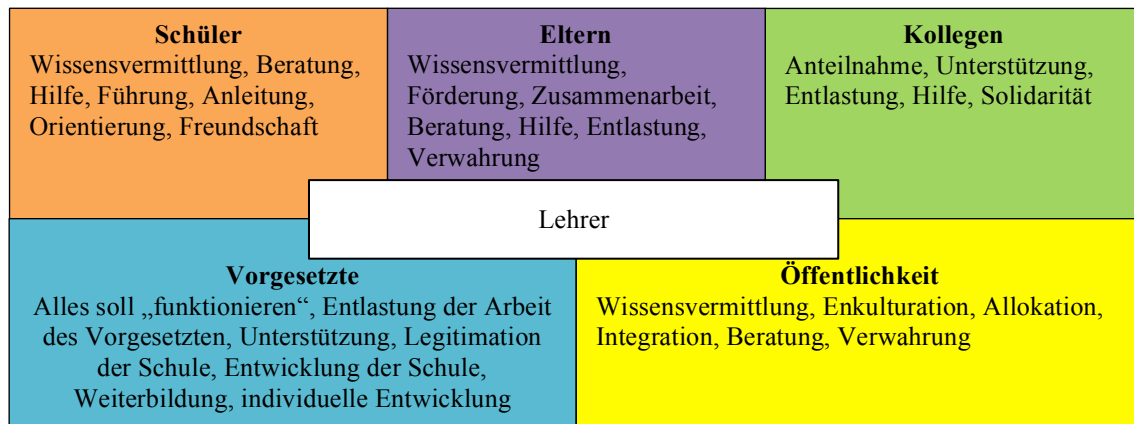 Schüler
Wissensvermittlung, Beratung,
Hilfe, Führung, Anleitung,
Orientierung, Freundschaft
Eltern
Wissensvermittlung,
Förderung, Zusammenarbeit,
Beratung, Hilfe, Entlastung,
Verwahrung
Kollegen
Anteilnahme, Unterstützung,
Entlastung, Hilfe, Solidarität
Lehrer
Vorgesetzte
Alles soll „funktionieren“, Entlastung der Arbeit
des Vorgesetzten, Unterstützung, Legitimation
der Schule, Entwicklung der Schule,
Weiterbildung, individuelle Entwicklung
Öffentlichkeit
Wissensvermittlung, Enkulturation, Allokation,
Integration, Beratung, Verwahrung